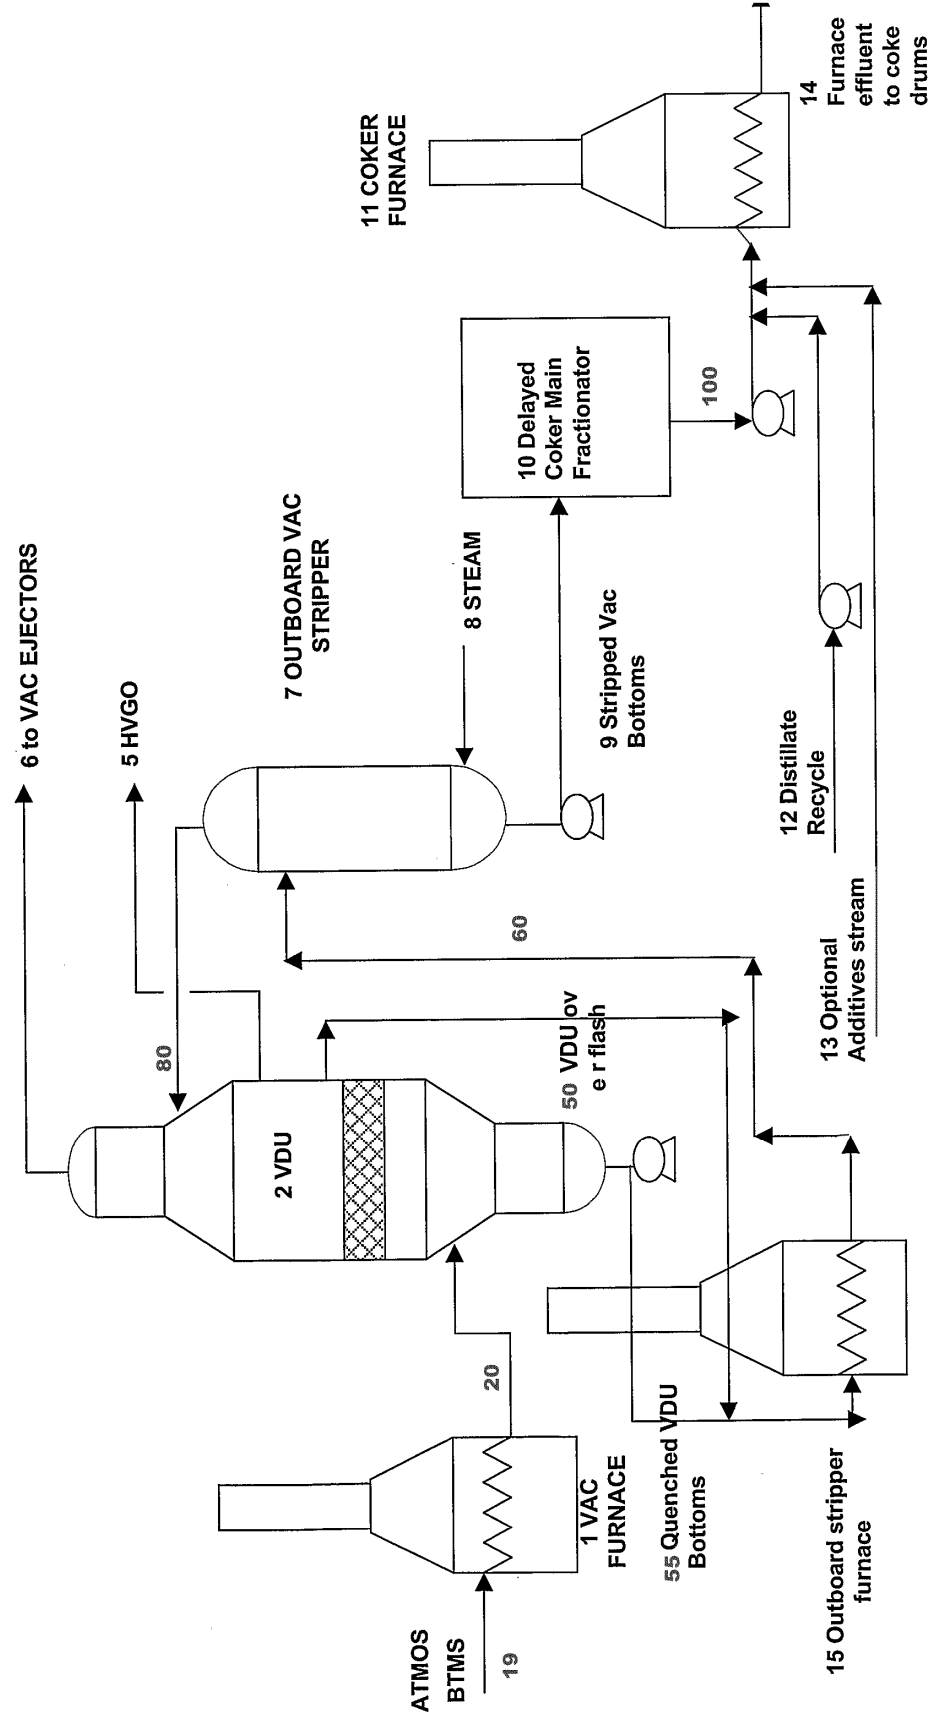 6 to VAC EJECTORS
5 HVGO
7 OUTBOARD VAC
STRIPPER
8 STEAM
11 COKER
FURNACE
80
2 VDU
60
10 Delayed
Coker Main
Fractionator
100
14
Furnace
effluent
to coke
drums
20
50 VDU ov
e r flash
9 Stripped Vac
Bottoms
ATMOS
BTMS
19
1 VAC
FURNACE
55 Quenched VDU
Bottoms
12 Distillate
Recycle
13 Optional
Additives stream
15 Outboard stripper
furnace